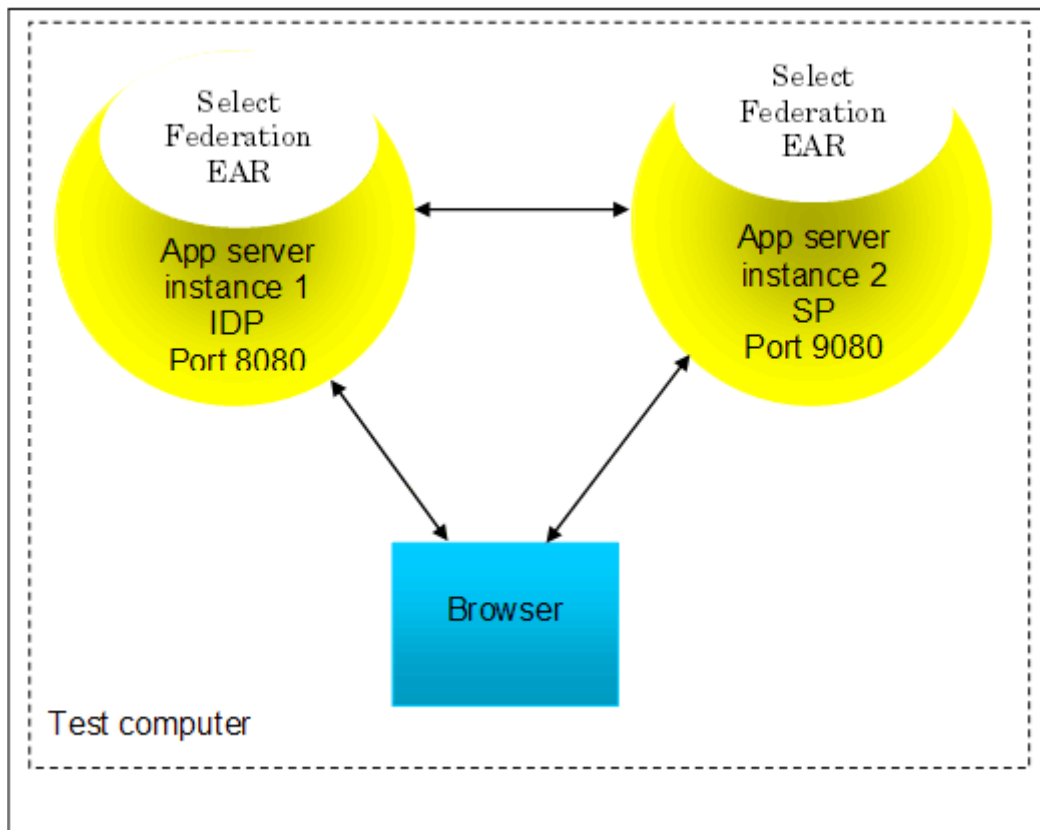 Select
Federation
EAR
App server
instance 1
IDP
Port 8080
Select
Federation
EAR
App server
instance 2
SP
Port 9080
Browser
Test computer